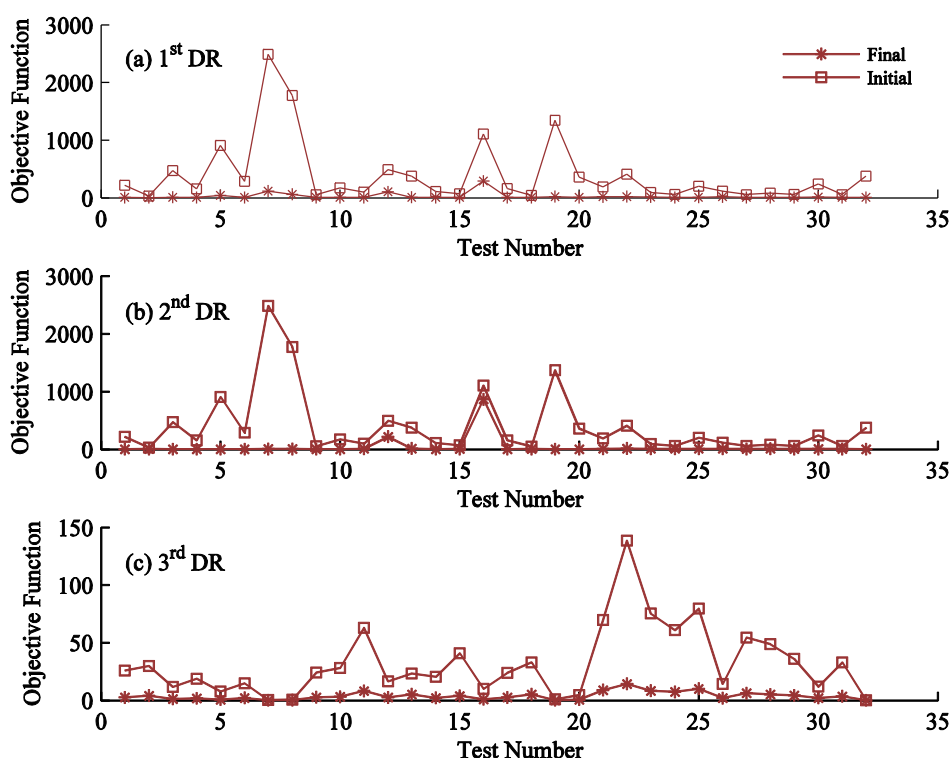 3000
2000
1000
0
Objective Function
(a) 1st DR
Final
Initial
0 5 10 15 20 25 30 35
Test Number
3000
2000
1000
0
Objective Function
(b) 2nd DR
0 5 10 15 20 25 30 35
Test Number
150
100
50
0
Objective Function
(c) 3rd DR
0 5 10 15 20 25 30 35
Test Number